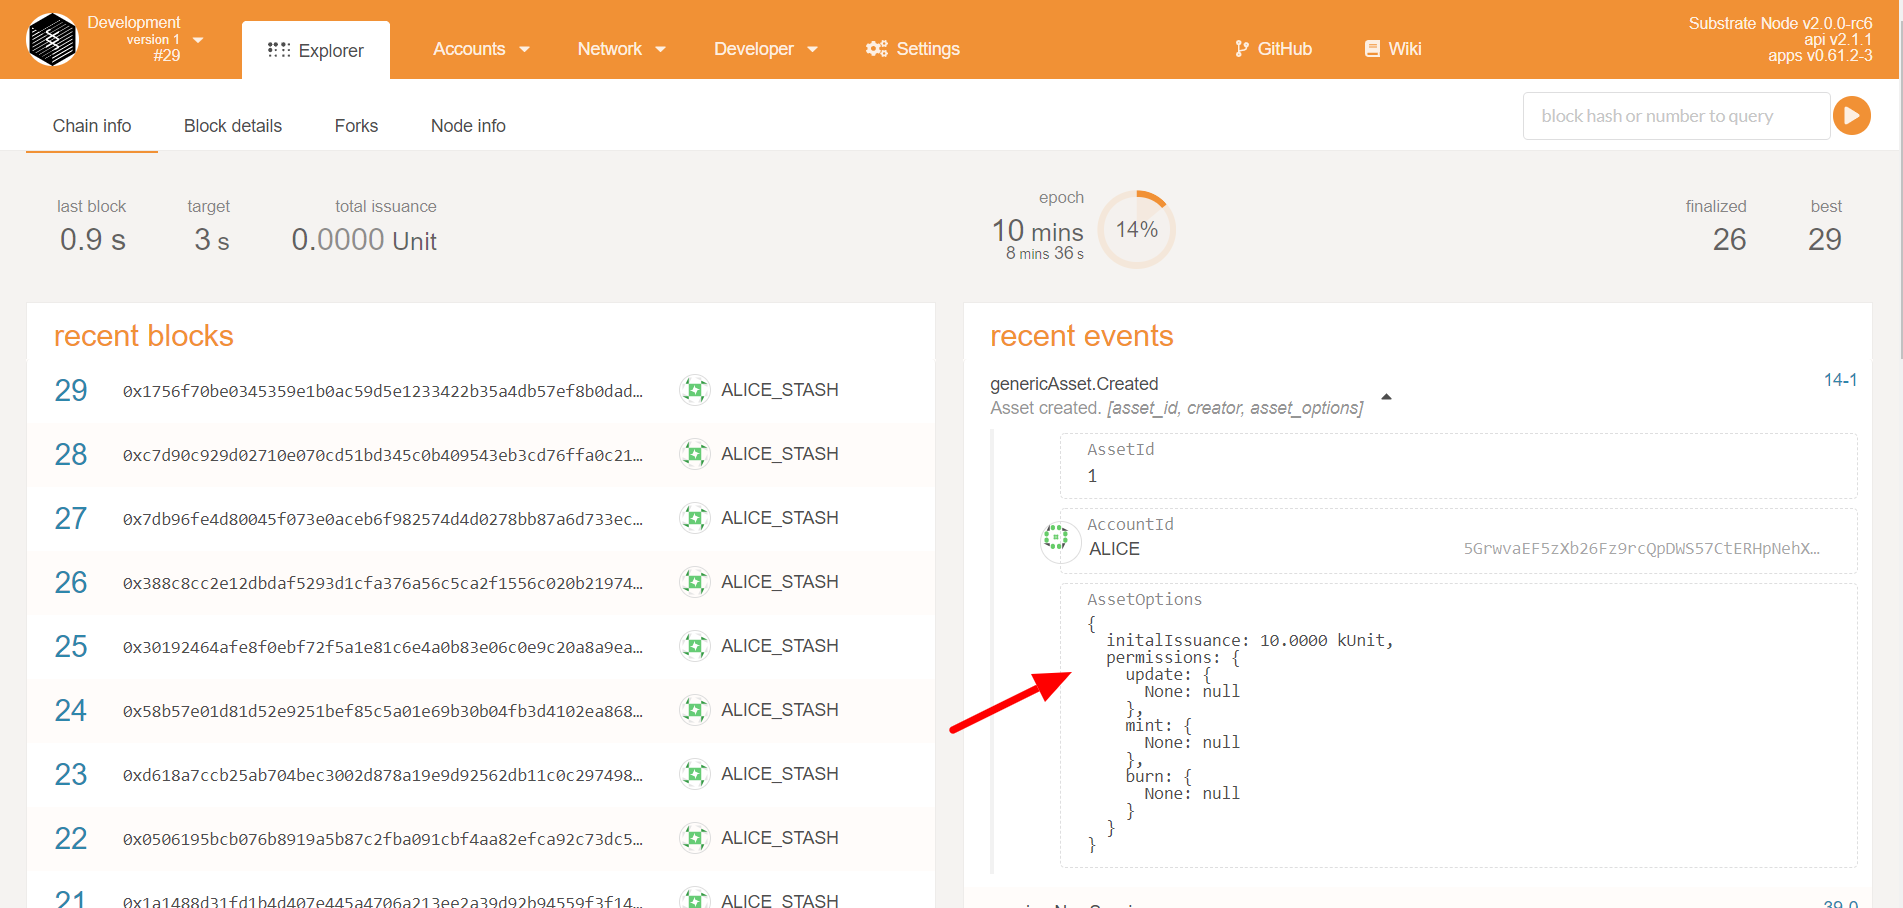 Development
version 1
#29
Explorer
Accounts
Network
Developer
Settings
GitHub
Wiki
Substrate Node v2.0.0-rc6
api v2.1.1
apps v0.61.2-3
Chain info
Block details
Forks
Node info
block hash or number to query
last block
0.9 s
target
3 s
total issuance
0.0000 Unit
epoch
10 mins
8 mins 36 s
14%
finalized
26
best
29
recent blocks
29 0x1756f70be0345359e1b0ac59d5e1233422b35a4db57ef8b0dad… ALICE_STASH
28 0xc7d90c929d02710e070cd51bd345c0b409543eb3cd76ffa0c21… ALICE_STASH
27 0x7db96fe4d80045f073e0aceb6f982574d4d0278bb87a6d733ec… ALICE_STASH
26 0x388c8cc2e12dbdaf5293d1cfa376a56c5ca2f1556c020b21974… ALICE_STASH
25 0x30192464afe8f0ebf72f5a1e81c6e4a0b83e06c0e9c20a8a9ea… ALICE_STASH
24 0x58b57e01d81d52e9251bef85c5a01e69b30b04fb3d4102ea868… ALICE_STASH
23 0xd618a7ccb25ab704bec3002d878a19e9d92562db11c0c297498… ALICE_STASH
22 0x0506195bcb076b8919a5b87c2fba091cbf4aa82efca92c73dc5… ALICE_STASH
21 0x1a1488d31fd1b4d407e445a4706a213ee2a39d92b94559f3f14… ALICE_STASH
recent events
genericAsset.Created
14-1
Asset created. [asset_id, creator, asset_options]
AssetId
1
AccountId
ALICE
5GrwvaEF5zXb26Fz9rcQpDWS57CtERHpNehX…
AssetOptions
{
initalIssuance: 10.0000 kUnit,
permissions: {
update: {
None: null
},
mint: {
None: null
},
burn: {
None: null
}
}
}
39-0